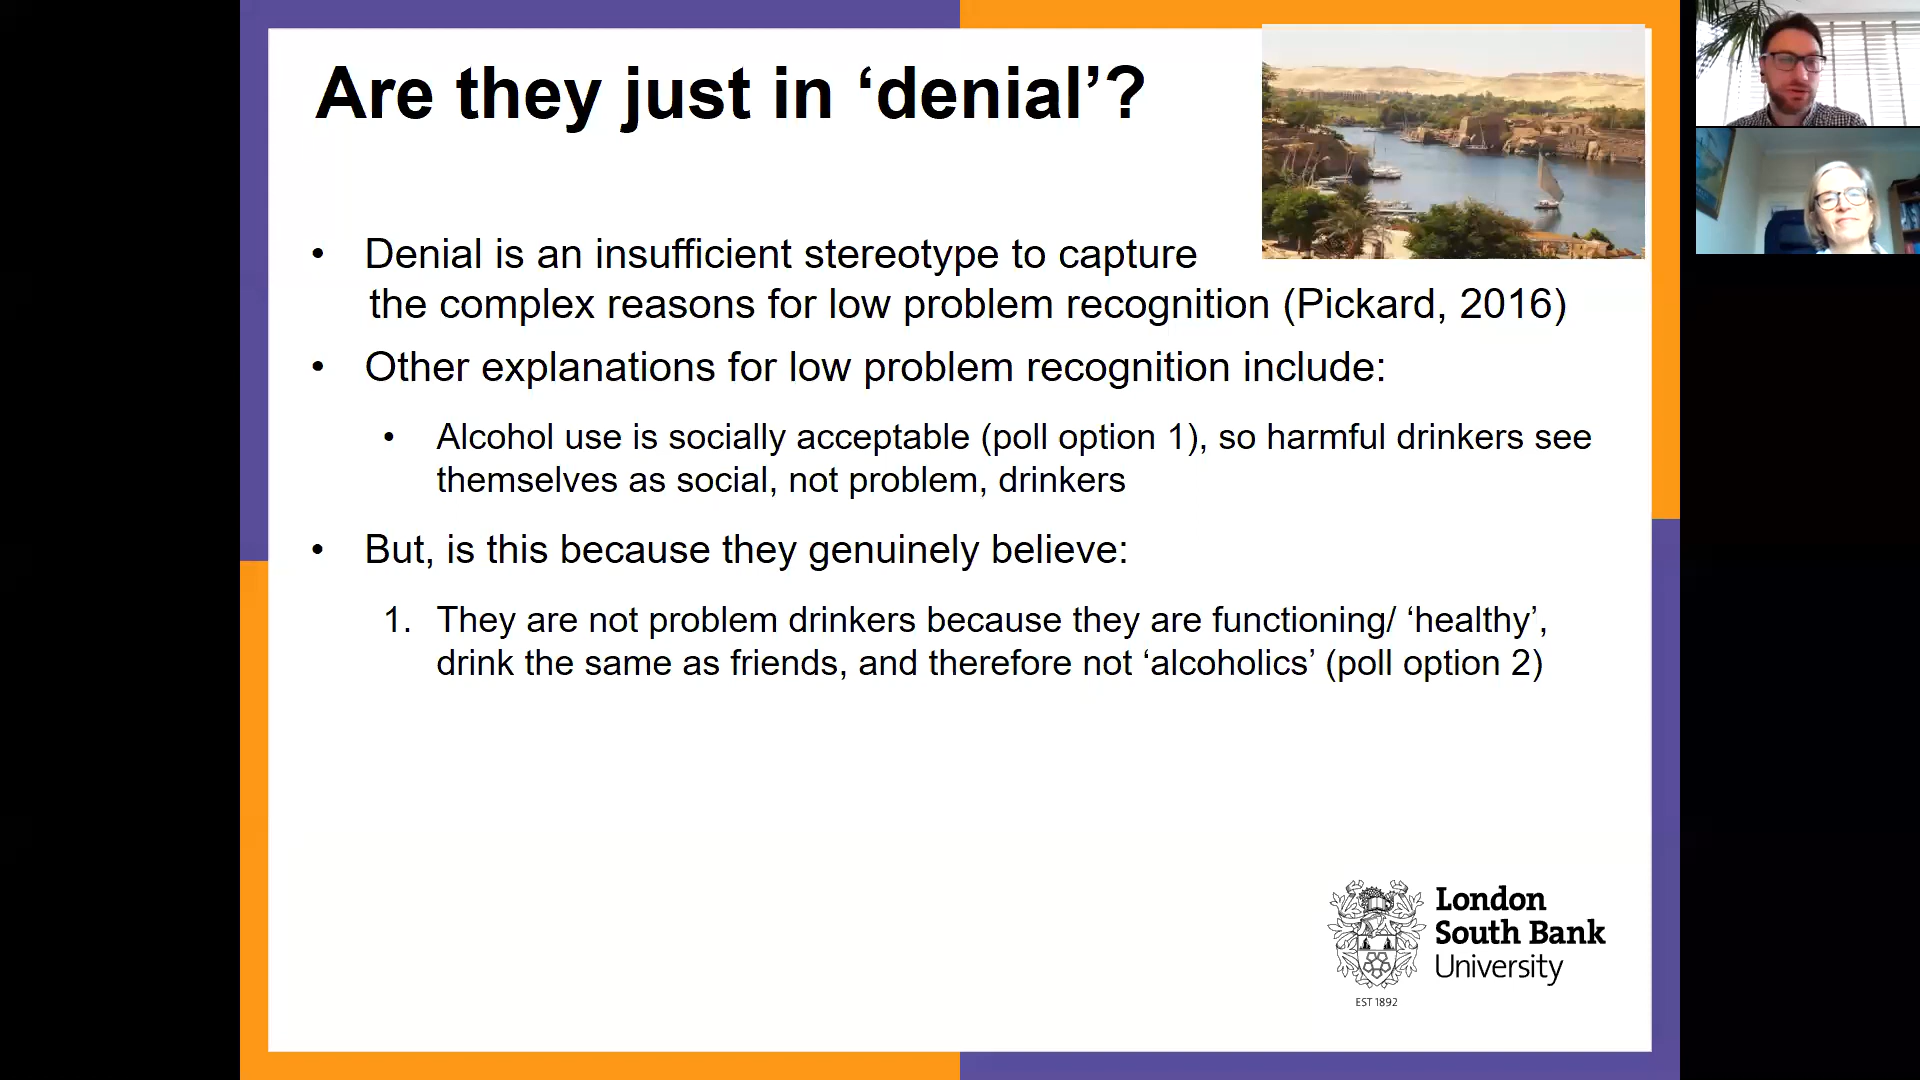 Are they just in ‘denial’?
• Denial is an insufficient stereotype to capture
the complex reasons for low problem recognition (Pickard, 2016)
• Other explanations for low problem recognition include:
• Alcohol use is socially acceptable (poll option 1), so harmful drinkers see
themselves as social, not problem, drinkers
• But, is this because they genuinely believe:
1. They are not problem drinkers because they are functioning/ ‘healthy’,
drink the same as friends, and therefore not ‘alcoholics’ (poll option 2)
London
South Bank
University
EST 1892